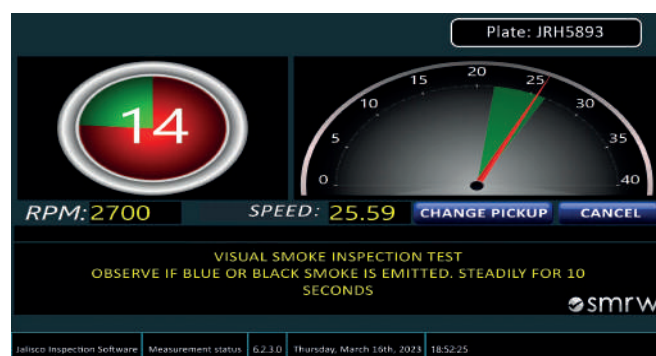 Plate: JRH5893
14
0
5
10
15
20
25
30
35
40
RPM: 2700
SPEED: 25.59
CHANGE PICKUP
CANCEL
VISUAL SMOKE INSPECTION TEST
OBSERVE IF BLUE OR BLACK SMOKE IS EMITTED. STEADILY FOR 10
SECONDS
smrw
Jalisco Inspection Software Measurement status 6.2.3.0 Thursday, March 16th, 2023 18:52:25